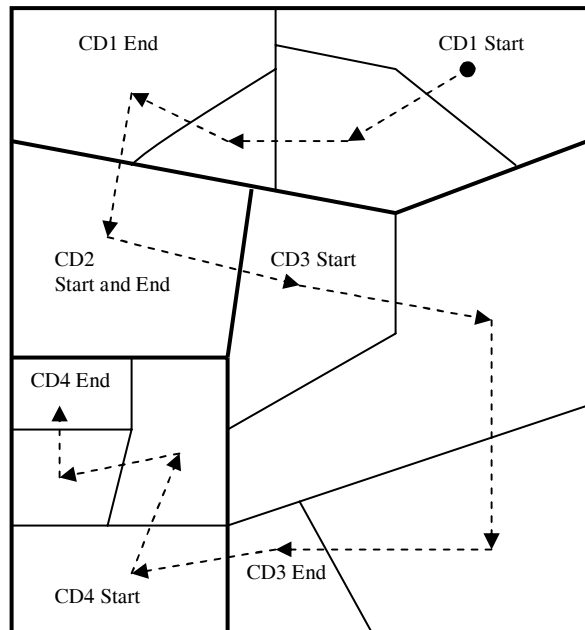 CD1 End
CD1 Start
CD2
Start and End
CD3 Start
CD4 End
CD3 End
CD4 Start